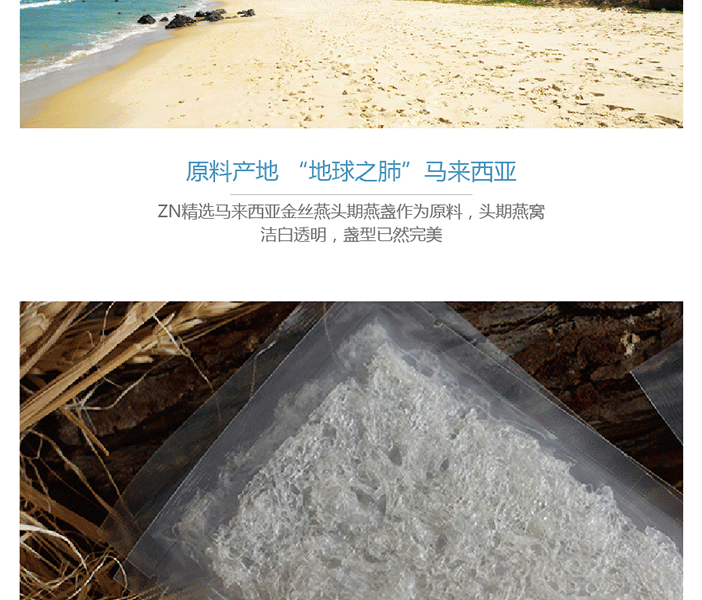 原料产地 “地球之肺”马来西亚
ZN精选马来西亚金丝燕头期燕盏作为原料，头期燕窝
洁白透明，盏型已然完美